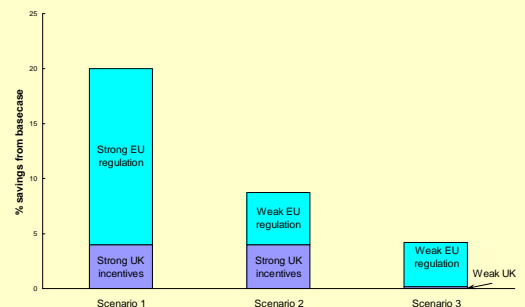 % savings from basecase
25
20
15
10
5
0
Strong EU
regulation
Strong UK
incentives
Weak EU
regulation
Strong UK
incentives
Weak EU
regulation
Weak UK
Scenario 1
Scenario 2
Scenario 3